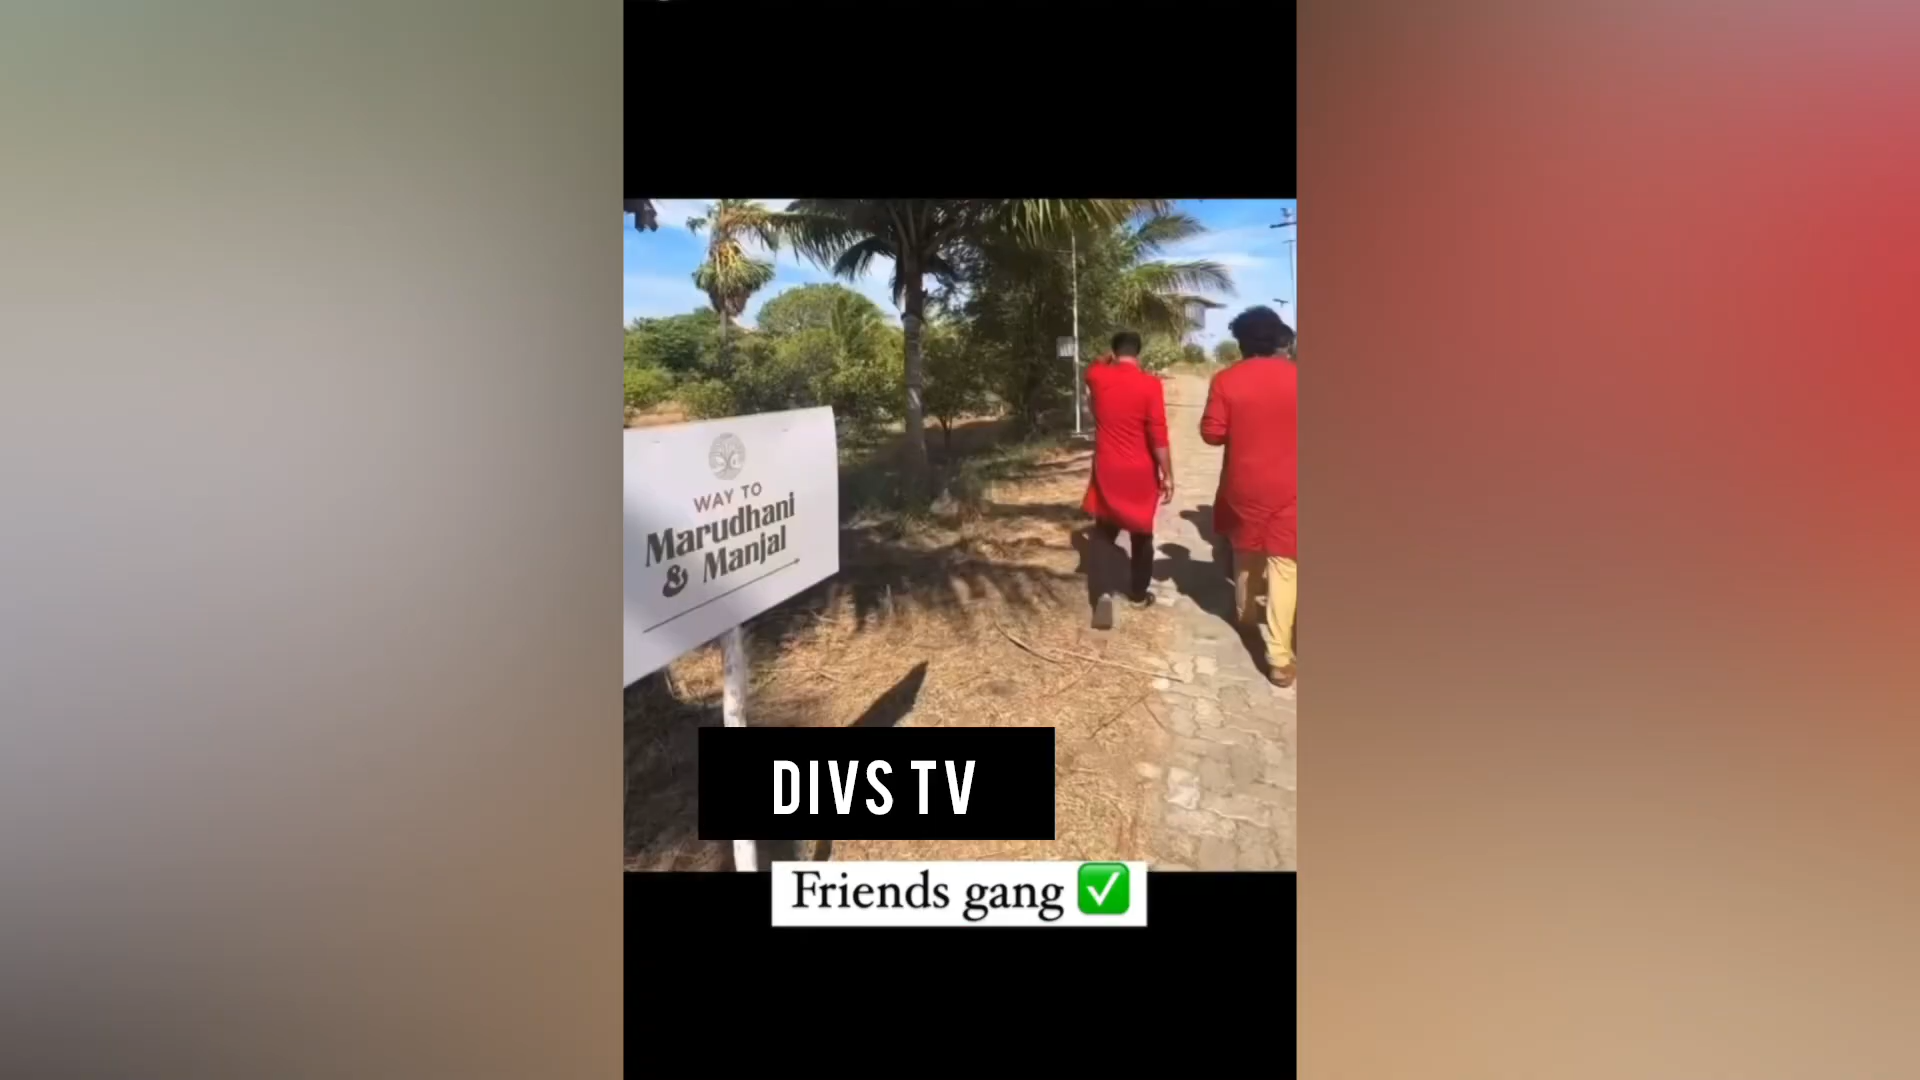 WAY TO
Marudhani
& Manjal
DIVS TV
Friends gang ✅